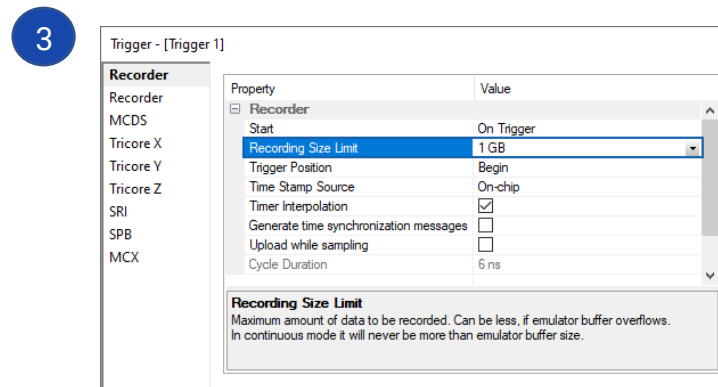 3
Trigger - [Trigger 1]
Recorder
Recorder
MCDS
Tricore X
Tricore Y
Tricore Z
SRI
SPB
MCX
Property Value
Recorder
Start On Trigger
Recording Size Limit 1 GB
Trigger Position Begin
Time Stamp Source On-chip
Timer Interpolation
Generate time synchronization messages
Upload while sampling
Cycle Duration 6 ns
Recording Size Limit
Maximum amount of data to be recorded. Can be less, if emulator buffer overflows.
In continuous mode it will never be more than emulator buffer size.